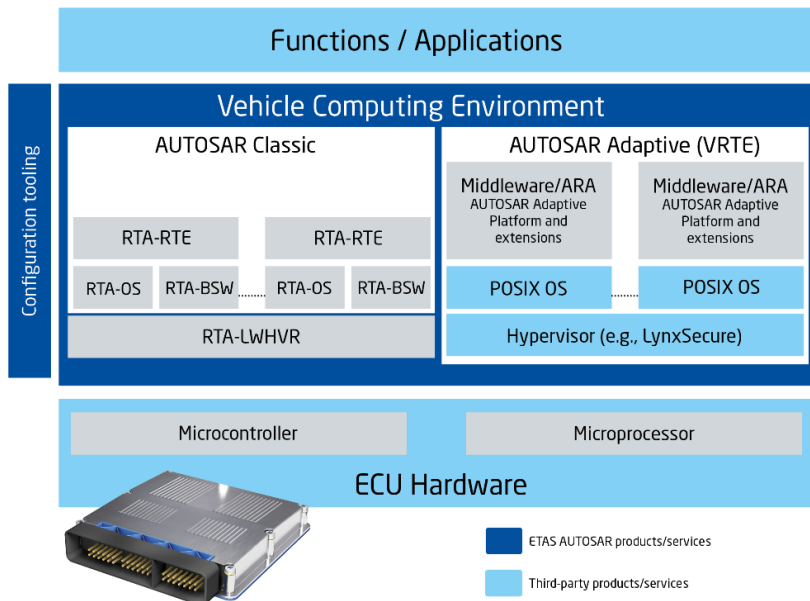 Functions / Applications
Configuration tooling
Vehicle Computing Environment
AUTOSAR Classic
RTA-RTE
RTA-RTE
RTA-OS
RTA-BSW
RTA-OS
RTA-BSW
RTA-LWHVR
AUTOSAR Adaptive (VRTE)
Middleware/ARA
AUTOSAR Adaptive
Platform and
extensions
Middleware/ARA
AUTOSAR Adaptive
Platform and
extensions
POSIX OS
POSIX OS
Hypervisor (e.g., LynxSecure)
Microcontroller
Microprocessor
ECU Hardware
ETAS AUTOSAR products/services
Third-party products/services